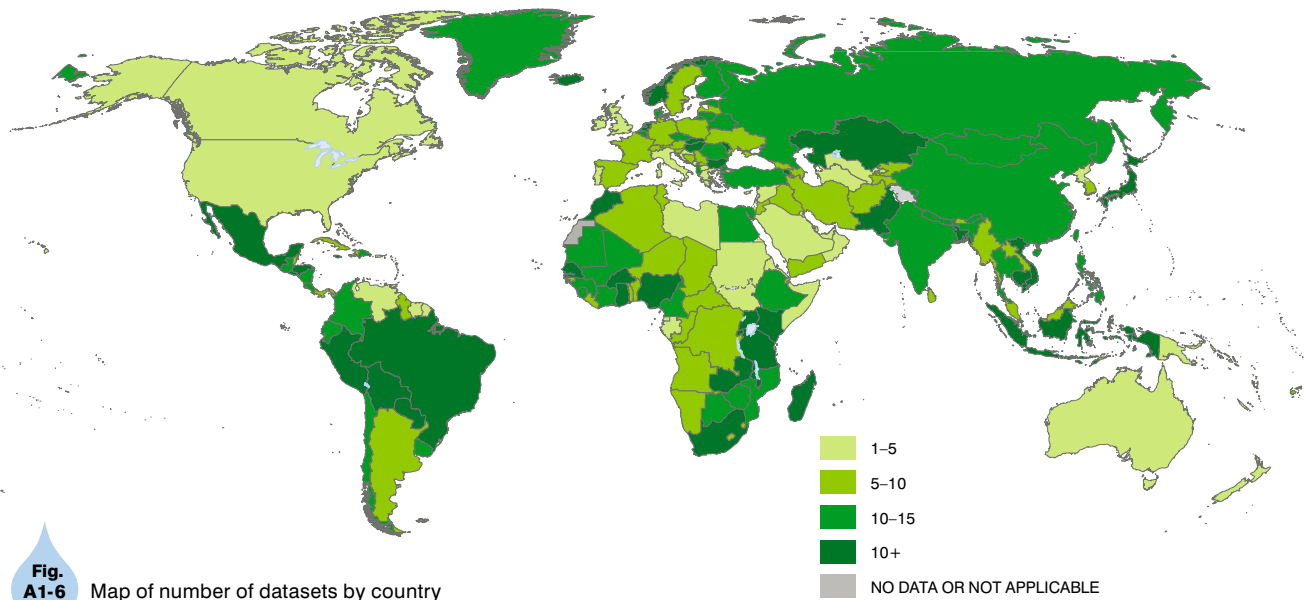 1–5
5–10
10–15
10+
NO DATA OR NOT APPLICABLE
Fig.
A1-6
Map of number of datasets by country